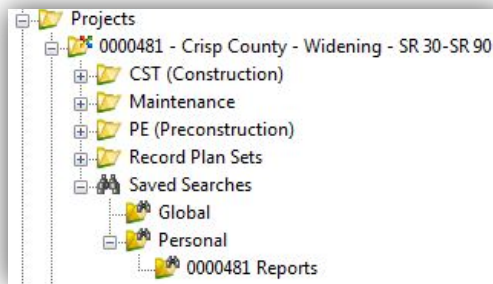 Projects
0000481 - Crisp County - Widening - SR 30-SR 90
CST (Construction)
Maintenance
PE (Preconstruction)
Record Plan Sets
Saved Searches
Global
Personal
0000481 Reports